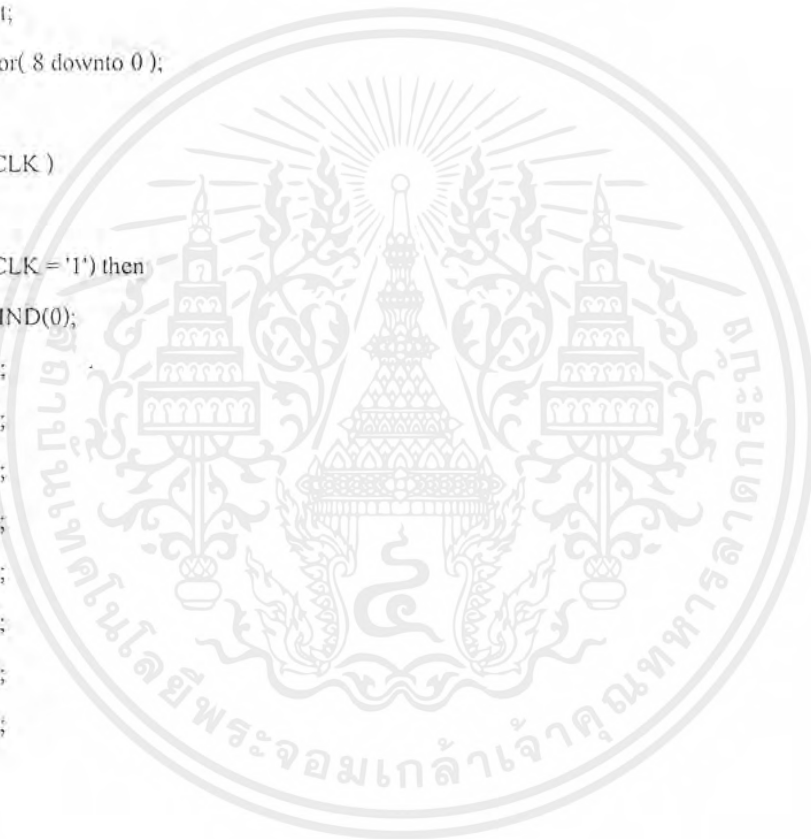 t;
or( 8 downto 0 );
CLK )
CLK = '1') then
IND(0);
;
;
;
;
;
;
;
;
สถาบันเทคโนโลยีพระจอมเกล้าเจ้าคุณทหารลาดกระบัง